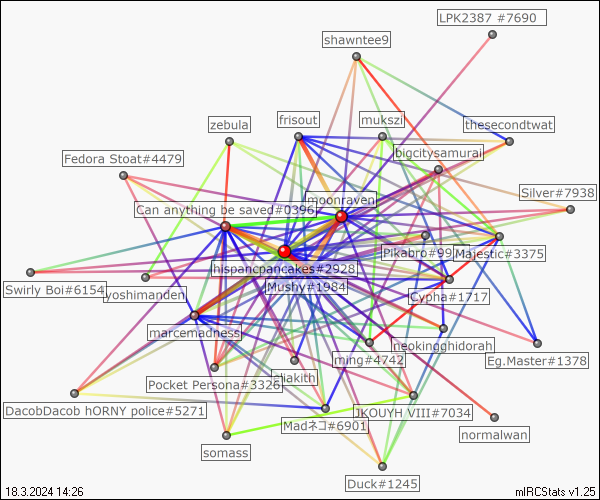 LPK2387 #7690
shawntee9
zebula
frisout
mukszi
thesecondtwat
Fedora Stoat#4479
bigcitysamurai
Silver#7938
moonraven
Can anything be saved#0396
Pikabro#99
Majestic#3375
hispancpancakes#2928
Swirly Boi#6154
yoshimanden
Mushy#1984
Cypha#1717
marcemadness
neokingghidorah
ming#4742
Eg.Master#1378
Pocket Persona#3326
DacobDacob hORNY police#5271
JKOUYH VIII#7034
Madネコ#6901
normalwan
somass
Duck#1245
18.3.2024 14:26
mIRCStats v1.25